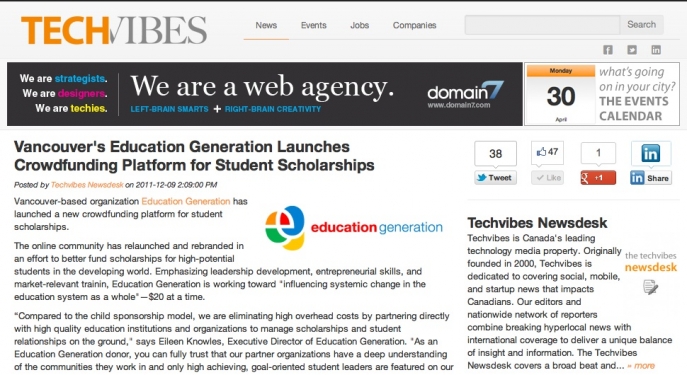 TECHVIBES
News Events Jobs Companies
Search
We are strategists.
We are designers.
We are techies.
We are a web agency.
LEFT-BRAIN SMARTS + RIGHT-BRAIN CREATIVITY
domain7
www.domain7.com
Monday
30
April
what's going
on in your city?
THE EVENTS
CALENDAR
Vancouver's Education Generation Launches
Crowdfunding Platform for Student Scholarships
Posted by Techvibes Newsdesk on 2011-12-09 2:09:00 PM
38
Tweet
47
Like
1
+1
in
in Share
Vancouver-based organization Education Generation has
launched a new crowdfunding platform for student
scholarships.
education generation
The online community has relaunched and rebranded in
an effort to better fund scholarships for high-potential
students in the developing world. Emphasizing leadership development, entrepreneurial skills, and
market-relevant trainin, Education Generation is working toward "influencing systemic change in the
education system as a whole"—$20 at a time.
"Compared to the child sponsorship model, we are eliminating high overhead costs by partnering directly
with high quality education institutions and organizations to manage scholarships and student
relationships on the ground," says Eileen Knowles, Executive Director of Education Generation. "As an
Education Generation donor, you can fully trust that our partner organizations have a deep understanding
of the communities they work in and only high achieving, goal-oriented student leaders are featured on our
Techvibes Newsdesk
Techvibes is Canada's leading
technology media property. Originally
founded in 2000, Techvibes is
dedicated to covering social, mobile,
and startup news that impacts
Canadians. Our editors and
nationwide network of reporters
combine breaking hyperlocal news with
international coverage to deliver a unique balance
of insight and information. The Techvibes
Newsdesk covers a broad beat and... » more
the techvibes
newsdesk